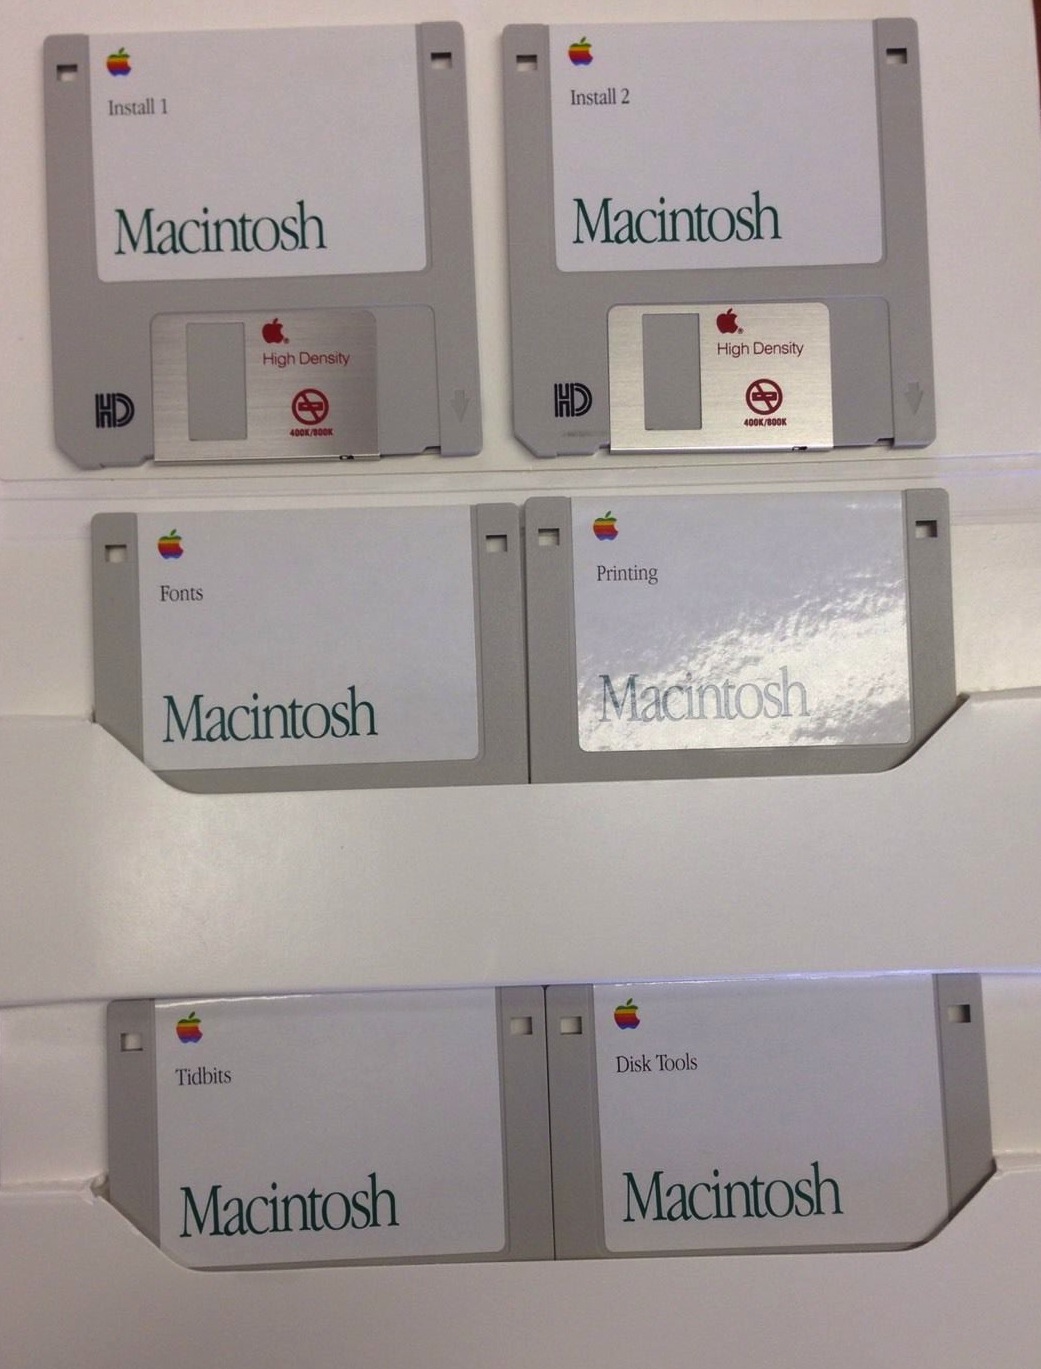 Install 1
Macintosh
High Density
HD
400K/800K
Install 2
Macintosh
High Density
HD
400K/800K
Fonts
Macintosh
Printing
Macintosh
Tidbits
Macintosh
Disk Tools
Macintosh